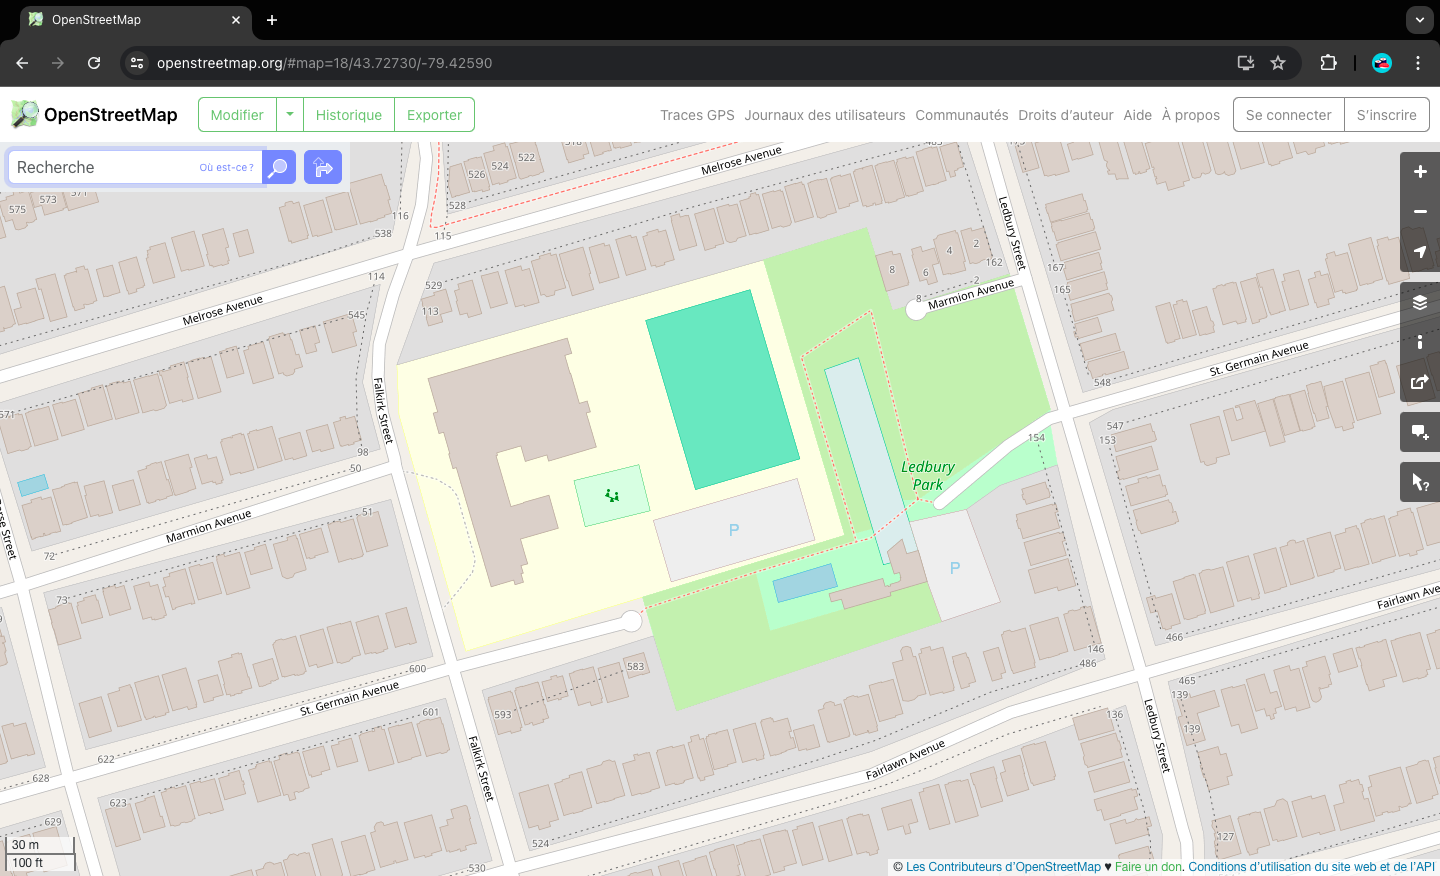 OpenStreetMap
openstreetmap.org/#map=18/43.72730/-79.42590
OpenStreetMap
Modifier
Historique
Exporter
Traces GPS
Journaux des utilisateurs
Communautés
Droits d’auteur
Aide
À propos
Se connecter
S’inscrire
Recherche
Où est-ce ?
Melrose Avenue
522
524
526
528
573
571
575
116
538
115
114
529
113
545
Melrose Avenue
Ledbury Street
2
4
6
8
162
2
8
Marmion Avenue
167
165
St. Germain Avenue
548
547
153
154
Falkirk Street
571
98
50
51
Marmion Avenue
72
73
Ledbury
Park
P
P
Fairlawn Ave
466
146
486
465
139
139
136
583
593
600
601
St. Germain Avenue
622
623
628
629
Falkirk Street
Ledbury Street
Fairlawn Avenue
524
530
127
30 m
100 ft
© Les Contributeurs d’OpenStreetMap ♥ Faire un don. Conditions d’utilisation du site web et de l’API